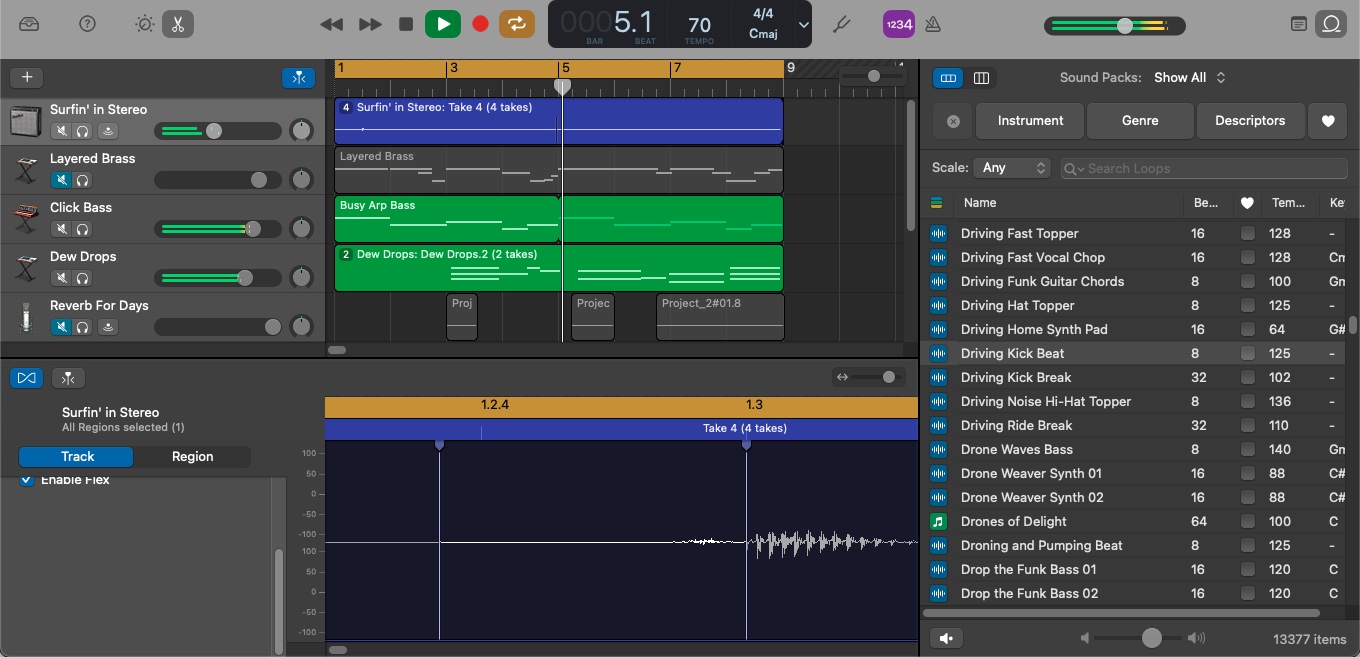 0005.1
BAR BEAT
70
TEMPO
4/4
Cmaj
1234
1 3 5 7 9
Sound Packs: Show All
Instrument Genre Descriptors
Scale: Any Search Loops
Name Be... Tem... Key
Surfin' in Stereo
Layered Brass
Click Bass
Dew Drops
Reverb For Days
4 Surfin' in Stereo: Take 4 (4 takes)
Layered Brass
Busy Arp Bass
2 Dew Drops: Dew Drops.2 (2 takes)
Proj Projec Project_2#01.8
Driving Fast Topper 16 128 -
Driving Fast Vocal Chop 16 128 Cm
Driving Funk Guitar Chords 8 100 Gm
Driving Hat Topper 8 125 -
Driving Home Synth Pad 16 64 G#
Driving Kick Beat 8 125 -
Driving Kick Break 32 102 -
Driving Noise Hi-Hat Topper 8 136 -
Driving Ride Break 32 110 -
Drone Waves Bass 8 140 Gm
Drone Weaver Synth 01 16 88 C#
Drone Weaver Synth 02 16 88 C#
Drones of Delight 64 100 C
Droning and Pumping Beat 8 125 -
Drop the Funk Bass 01 16 120 C
Drop the Funk Bass 02 16 120 C
13377 items
Surfin' in Stereo
All Regions selected (1)
Track Region
Enable Flex
1.2.4 1.3
Take 4 (4 takes)
100
50
0
-50
-100
100
50
0
-50
-100